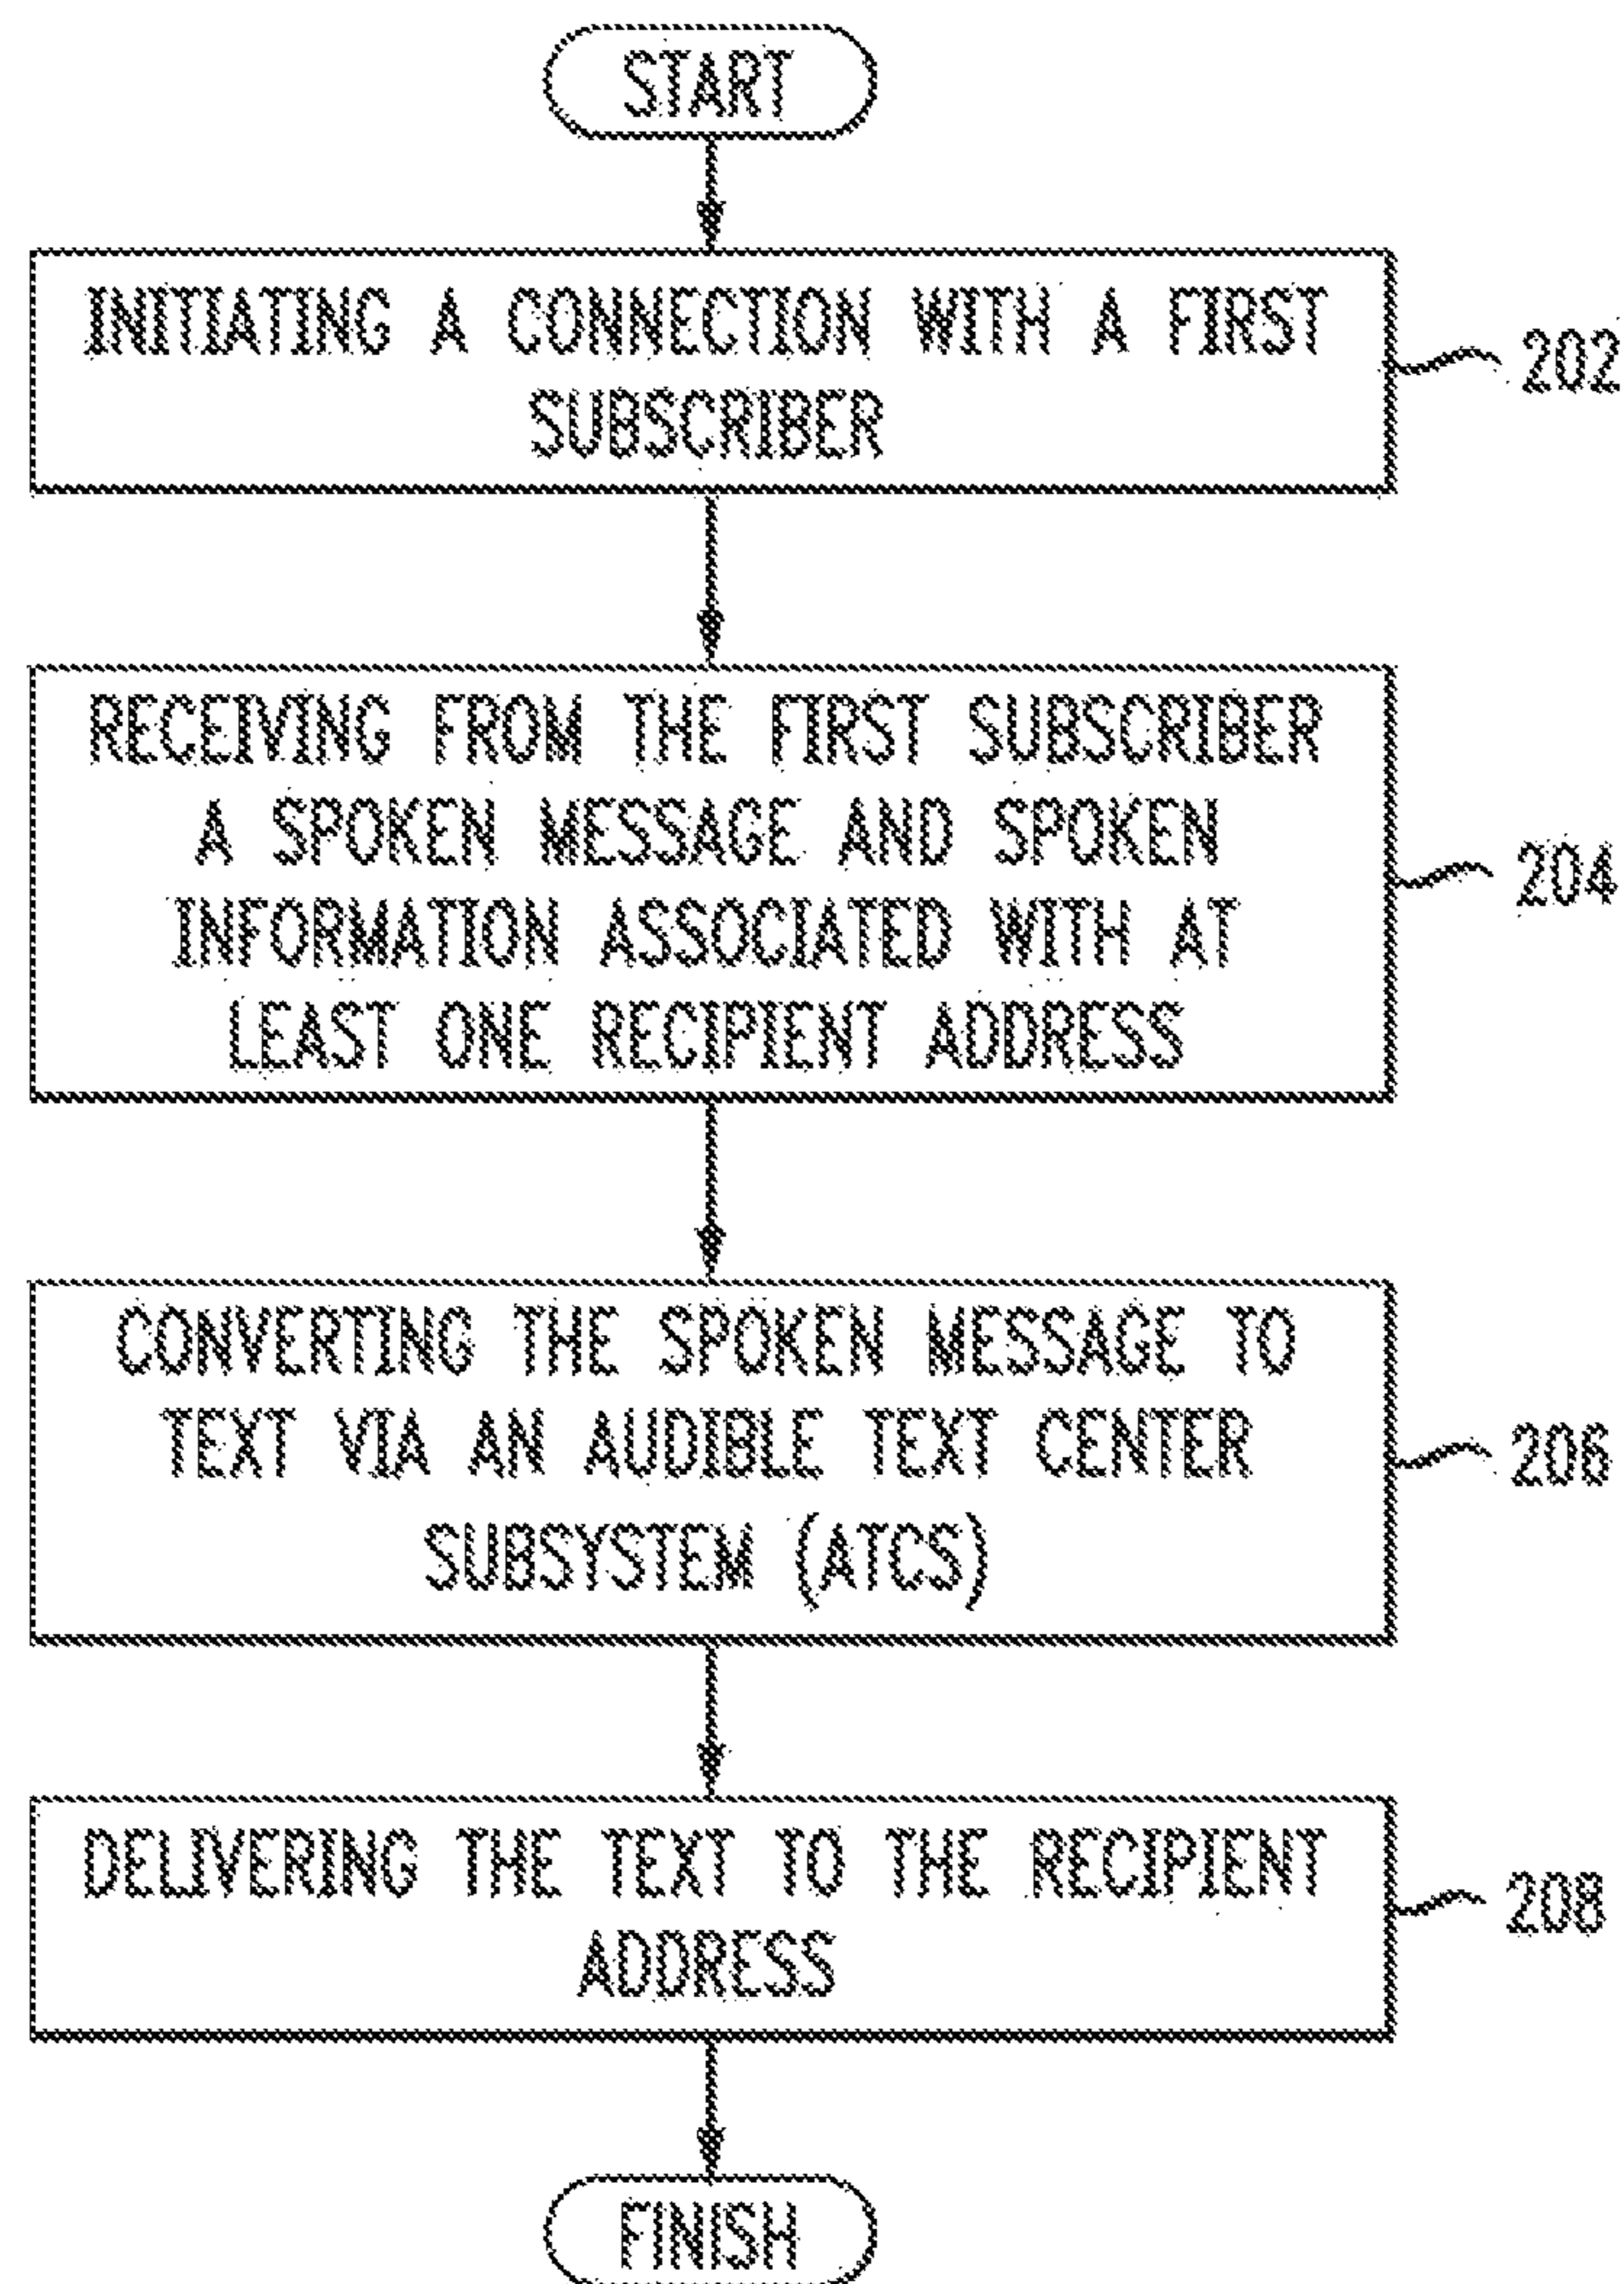 START
INITIATING A CONNECTION WITH A FIRST
SUBSCRIBER
202
RECEIVING FROM THE FIRST SUBSCRIBER
A SPOKEN MESSAGE AND SPOKEN
INFORMATION ASSOCIATED WITH AT
LEAST ONE RECIPIENT ADDRESS
204
CONVERTING THE SPOKEN MESSAGE TO
TEXT VIA AN AUDIBLE TEXT CENTER
SUBSYSTEM (ATCS)
206
DELIVERING THE TEXT TO THE RECIPIENT
ADDRESS
208
FINISH